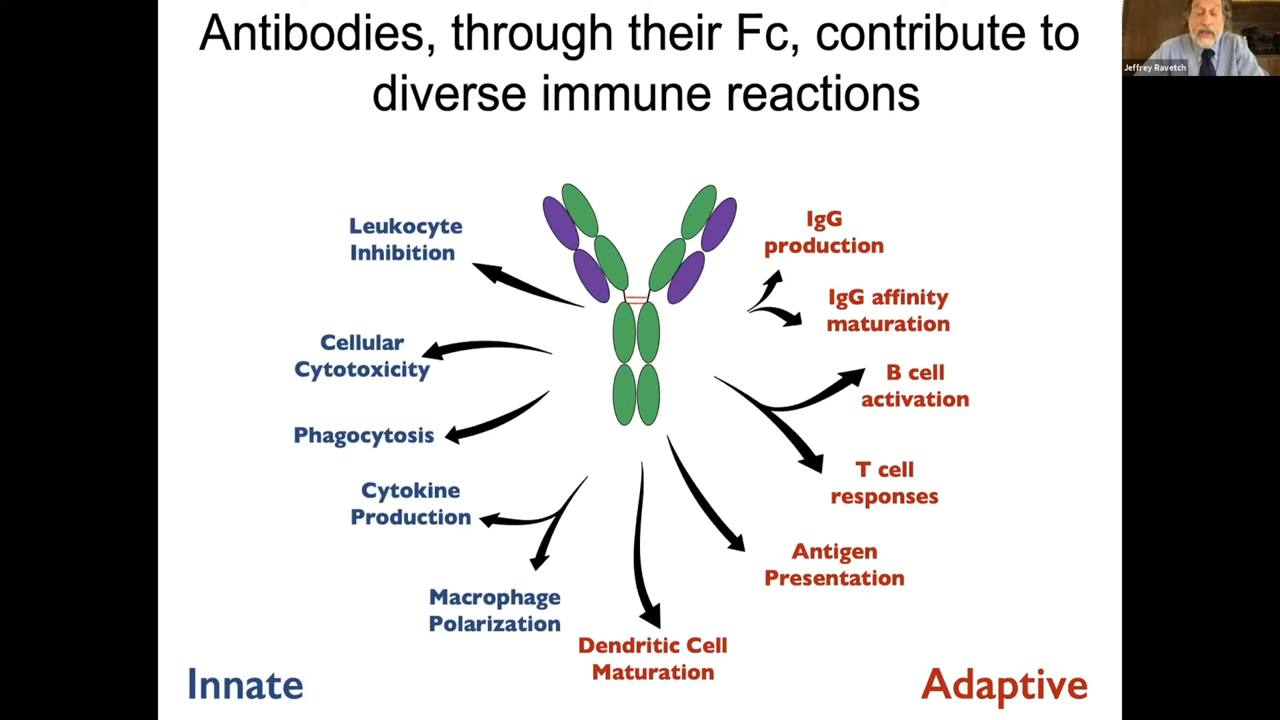 Antibodies, through their Fc, contribute to
diverse immune reactions
Jeffrey Ravetch
Leukocyte
Inhibition
Cellular
Cytotoxicity
Phagocytosis
Cytokine
Production
Macrophage
Polarization
Dendritic Cell
Maturation
IgG
production
IgG affinity
maturation
B cell
activation
T cell
responses
Antigen
Presentation
Innate
Adaptive